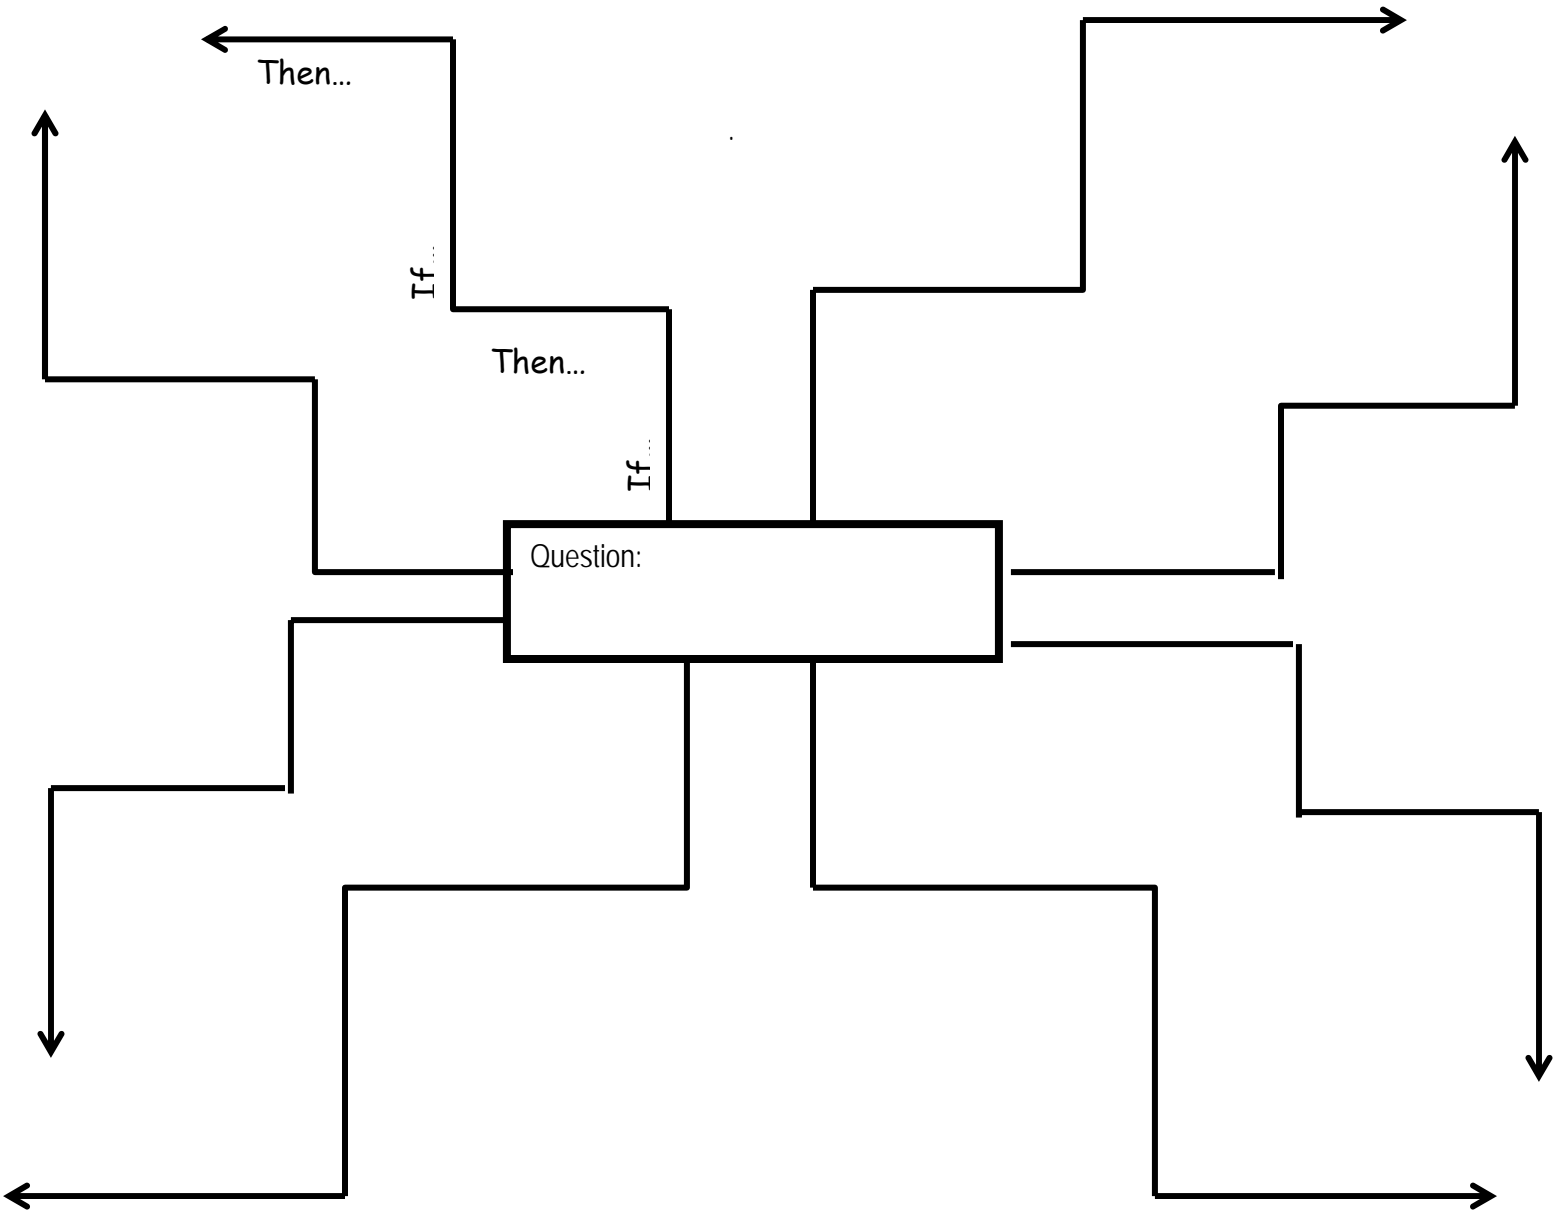 Then…
If…
Then…
If…
Question: